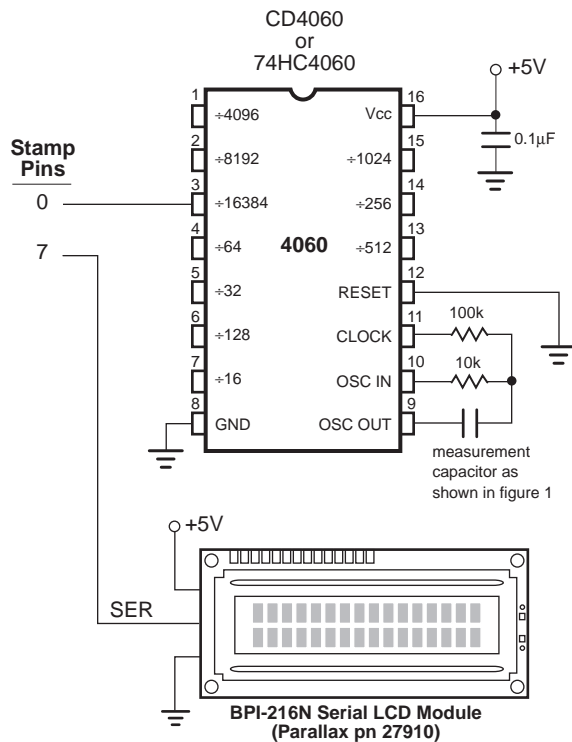 CD4060
or
74HC4060
+5V
0.1µF
Stamp
Pins
0
7
4060
1
÷4096
2
÷8192
3
÷16384
4
÷64
5
÷32
6
÷128
7
÷16
8
GND
16
Vcc
15
÷1024
14
÷256
13
÷512
12
RESET
11
CLOCK
100k
10
OSC IN
10k
9
OSC OUT
measurement
capacitor as
shown in figure 1
+5V
SER
BPI-216N Serial LCD Module
(Parallax pn 27910)